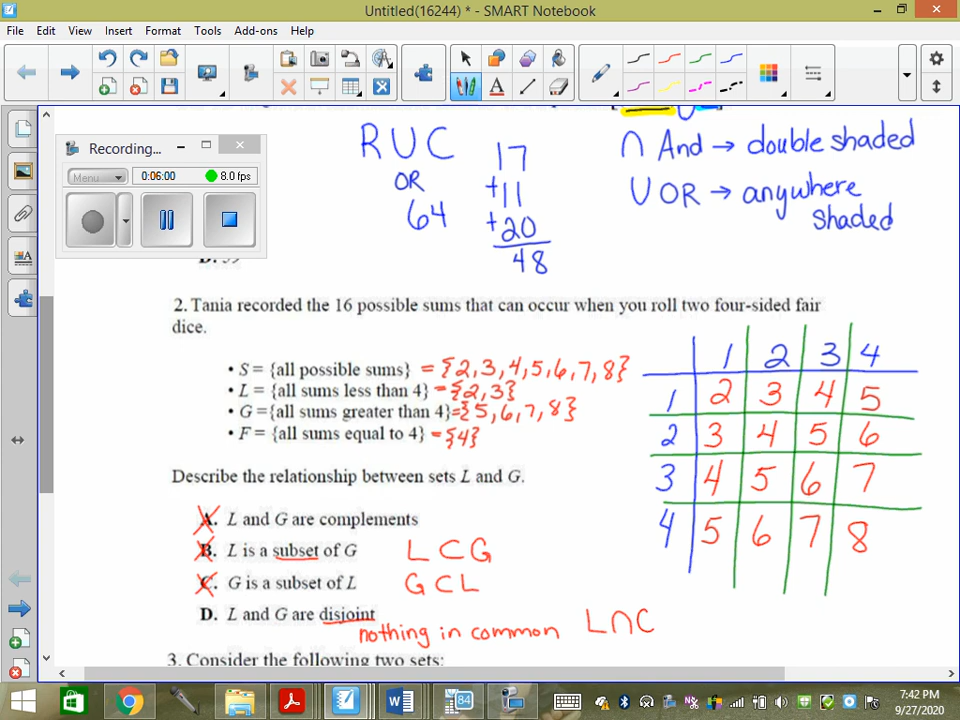 Untitled(16244) * - SMART Notebook
File Edit View Insert Format Tools Add-ons Help
Recording...
Menu 0:06:00 8.0 fps
R U C
OR
64
17
+11
+20
48
∩ And → double shaded
U OR → anywhere
shaded
2. Tania recorded the 16 possible sums that can occur when you roll two four-sided fair
dice.
• S = {all possible sums} = {2,3,4,5,6,7,8}
• L = {all sums less than 4} = {2,3}
• G = {all sums greater than 4} = {5,6,7,8}
• F = {all sums equal to 4} = {4}
1 2 3 4
1 2 3 4 5
2 3 4 5 6
3 4 5 6 7
4 5 6 7 8
Describe the relationship between sets L and G.
A. L and G are complements
B. L is a subset of G L ⊂ G
C. G is a subset of L G ⊂ L
D. L and G are disjoint
nothing in common L ∩ C
3. Consider the following two sets:
84
7:42 PM
9/27/2020